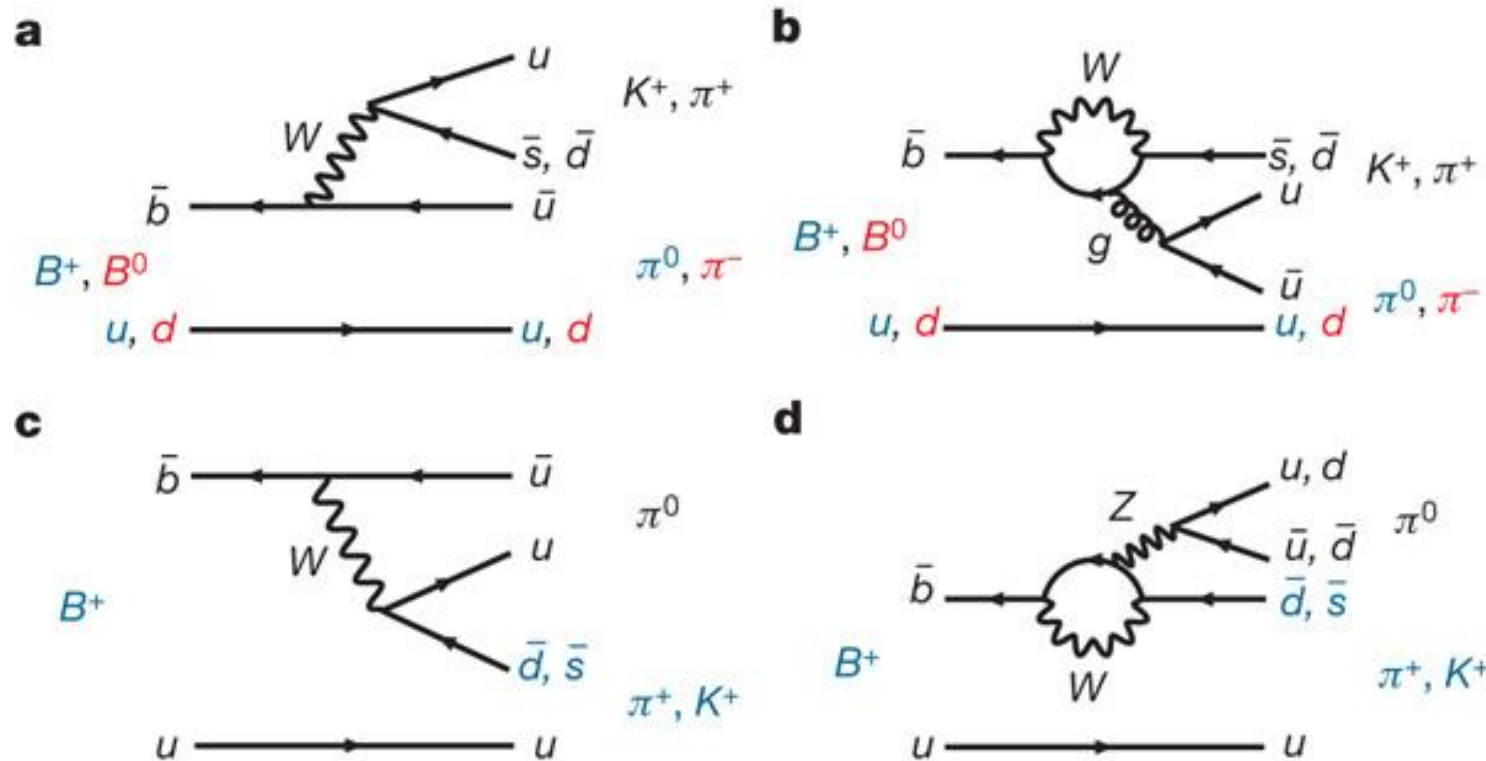 a
u
K⁺, π⁺
W
s̄, d̄
b̄
ū
B⁺, B⁰
π⁰, π⁻
u, d
u, d
b
W
b̄
s̄, d̄
K⁺, π⁺
u
B⁺, B⁰
g
ū
π⁰, π⁻
u, d
u, d
c
b̄
ū
π⁰
W
u
B⁺
d̄, s̄
π⁺, K⁺
u
u
d
u, d
Z
π⁰
ū, d̄
b̄
d̄, s̄
B⁺
W
π⁺, K⁺
u
u